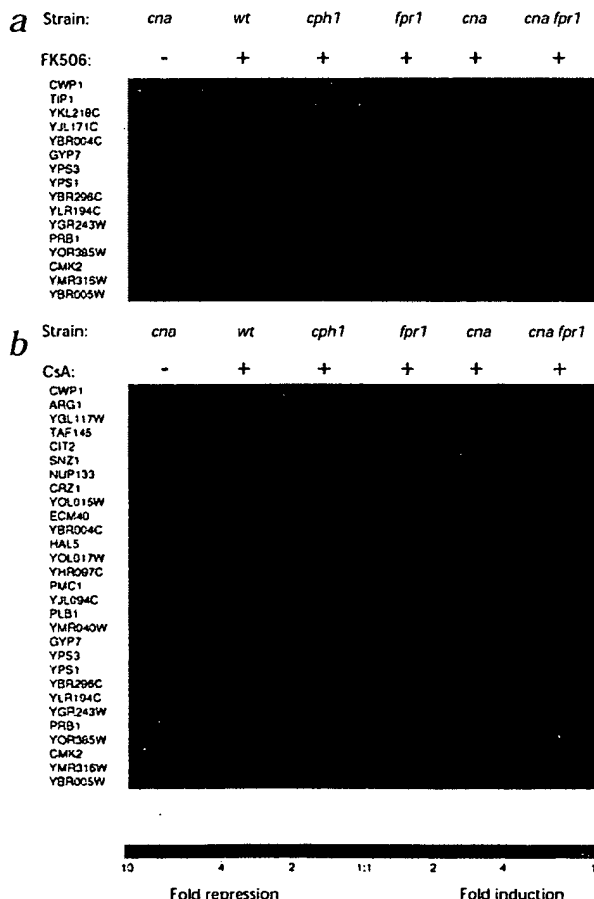 a Strain: cna wt cph1 fpr1 cna cna fpr1
FK506: - + + + + +
CWP1
TIP1
YKL218C
YJL171C
YBR004C
GYP7
YPS3
YPS1
YBR296C
YLR194C
YGR243W
PRB1
YOR385W
CMK2
YMR316W
YBR005W
b Strain: cna wt cph1 fpr1 cna cna fpr1
CsA: - + + + + +
CWP1
ARG1
YGL117W
TAF145
CIT2
SNZ1
NUP133
CRZ1
YOL015W
ECM40
YBR004C
HAL5
YOL017W
YHR097C
PMC1
YJL094C
PLB1
YMR040W
GYP7
YPS3
YPS1
YBR296C
YLR194C
YGR243W
PRB1
YOR385W
CMK2
YMR316W
YBR005W
10 4 2 1:1 2 4
Fold repression Fold induction